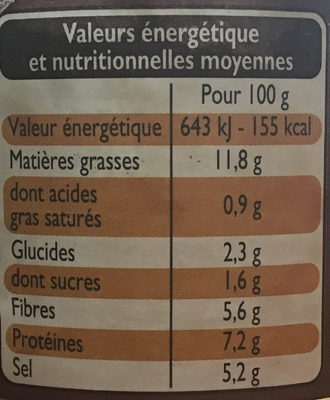 Valeurs énergétique
et nutritionnelles moyennes
Pour 100 g
Valeur énergétique 643 kJ - 155 kcal
Matières grasses 11,8 g
dont acides
gras saturés 0,9 g
Glucides 2,3 g
dont sucres 1,6 g
Fibres 5,6 g
Protéines 7,2 g
Sel 5,2 g